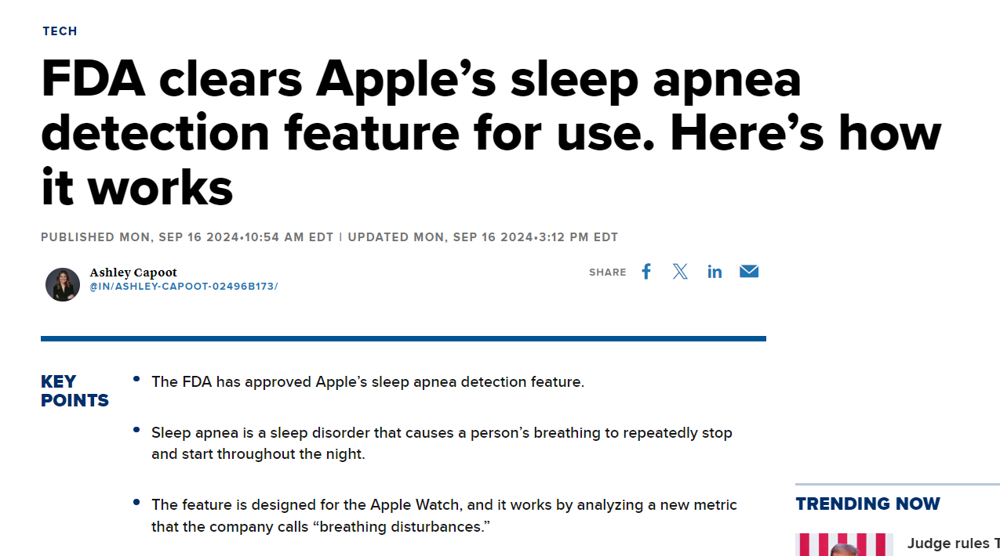 TECH
FDA clears Apple’s sleep apnea
detection feature for use. Here’s how
it works
PUBLISHED MON, SEP 16 2024•10:54 AM EDT | UPDATED MON, SEP 16 2024•3:12 PM EDT
Ashley Capoot
@IN/ASHLEY-CAPOOT-02496B173/
SHARE
KEY
POINTS
The FDA has approved Apple’s sleep apnea detection feature.
Sleep apnea is a sleep disorder that causes a person’s breathing to repeatedly stop
and start throughout the night.
The feature is designed for the Apple Watch, and it works by analyzing a new metric
that the company calls “breathing disturbances.”
TRENDING NOW
Judge rules T